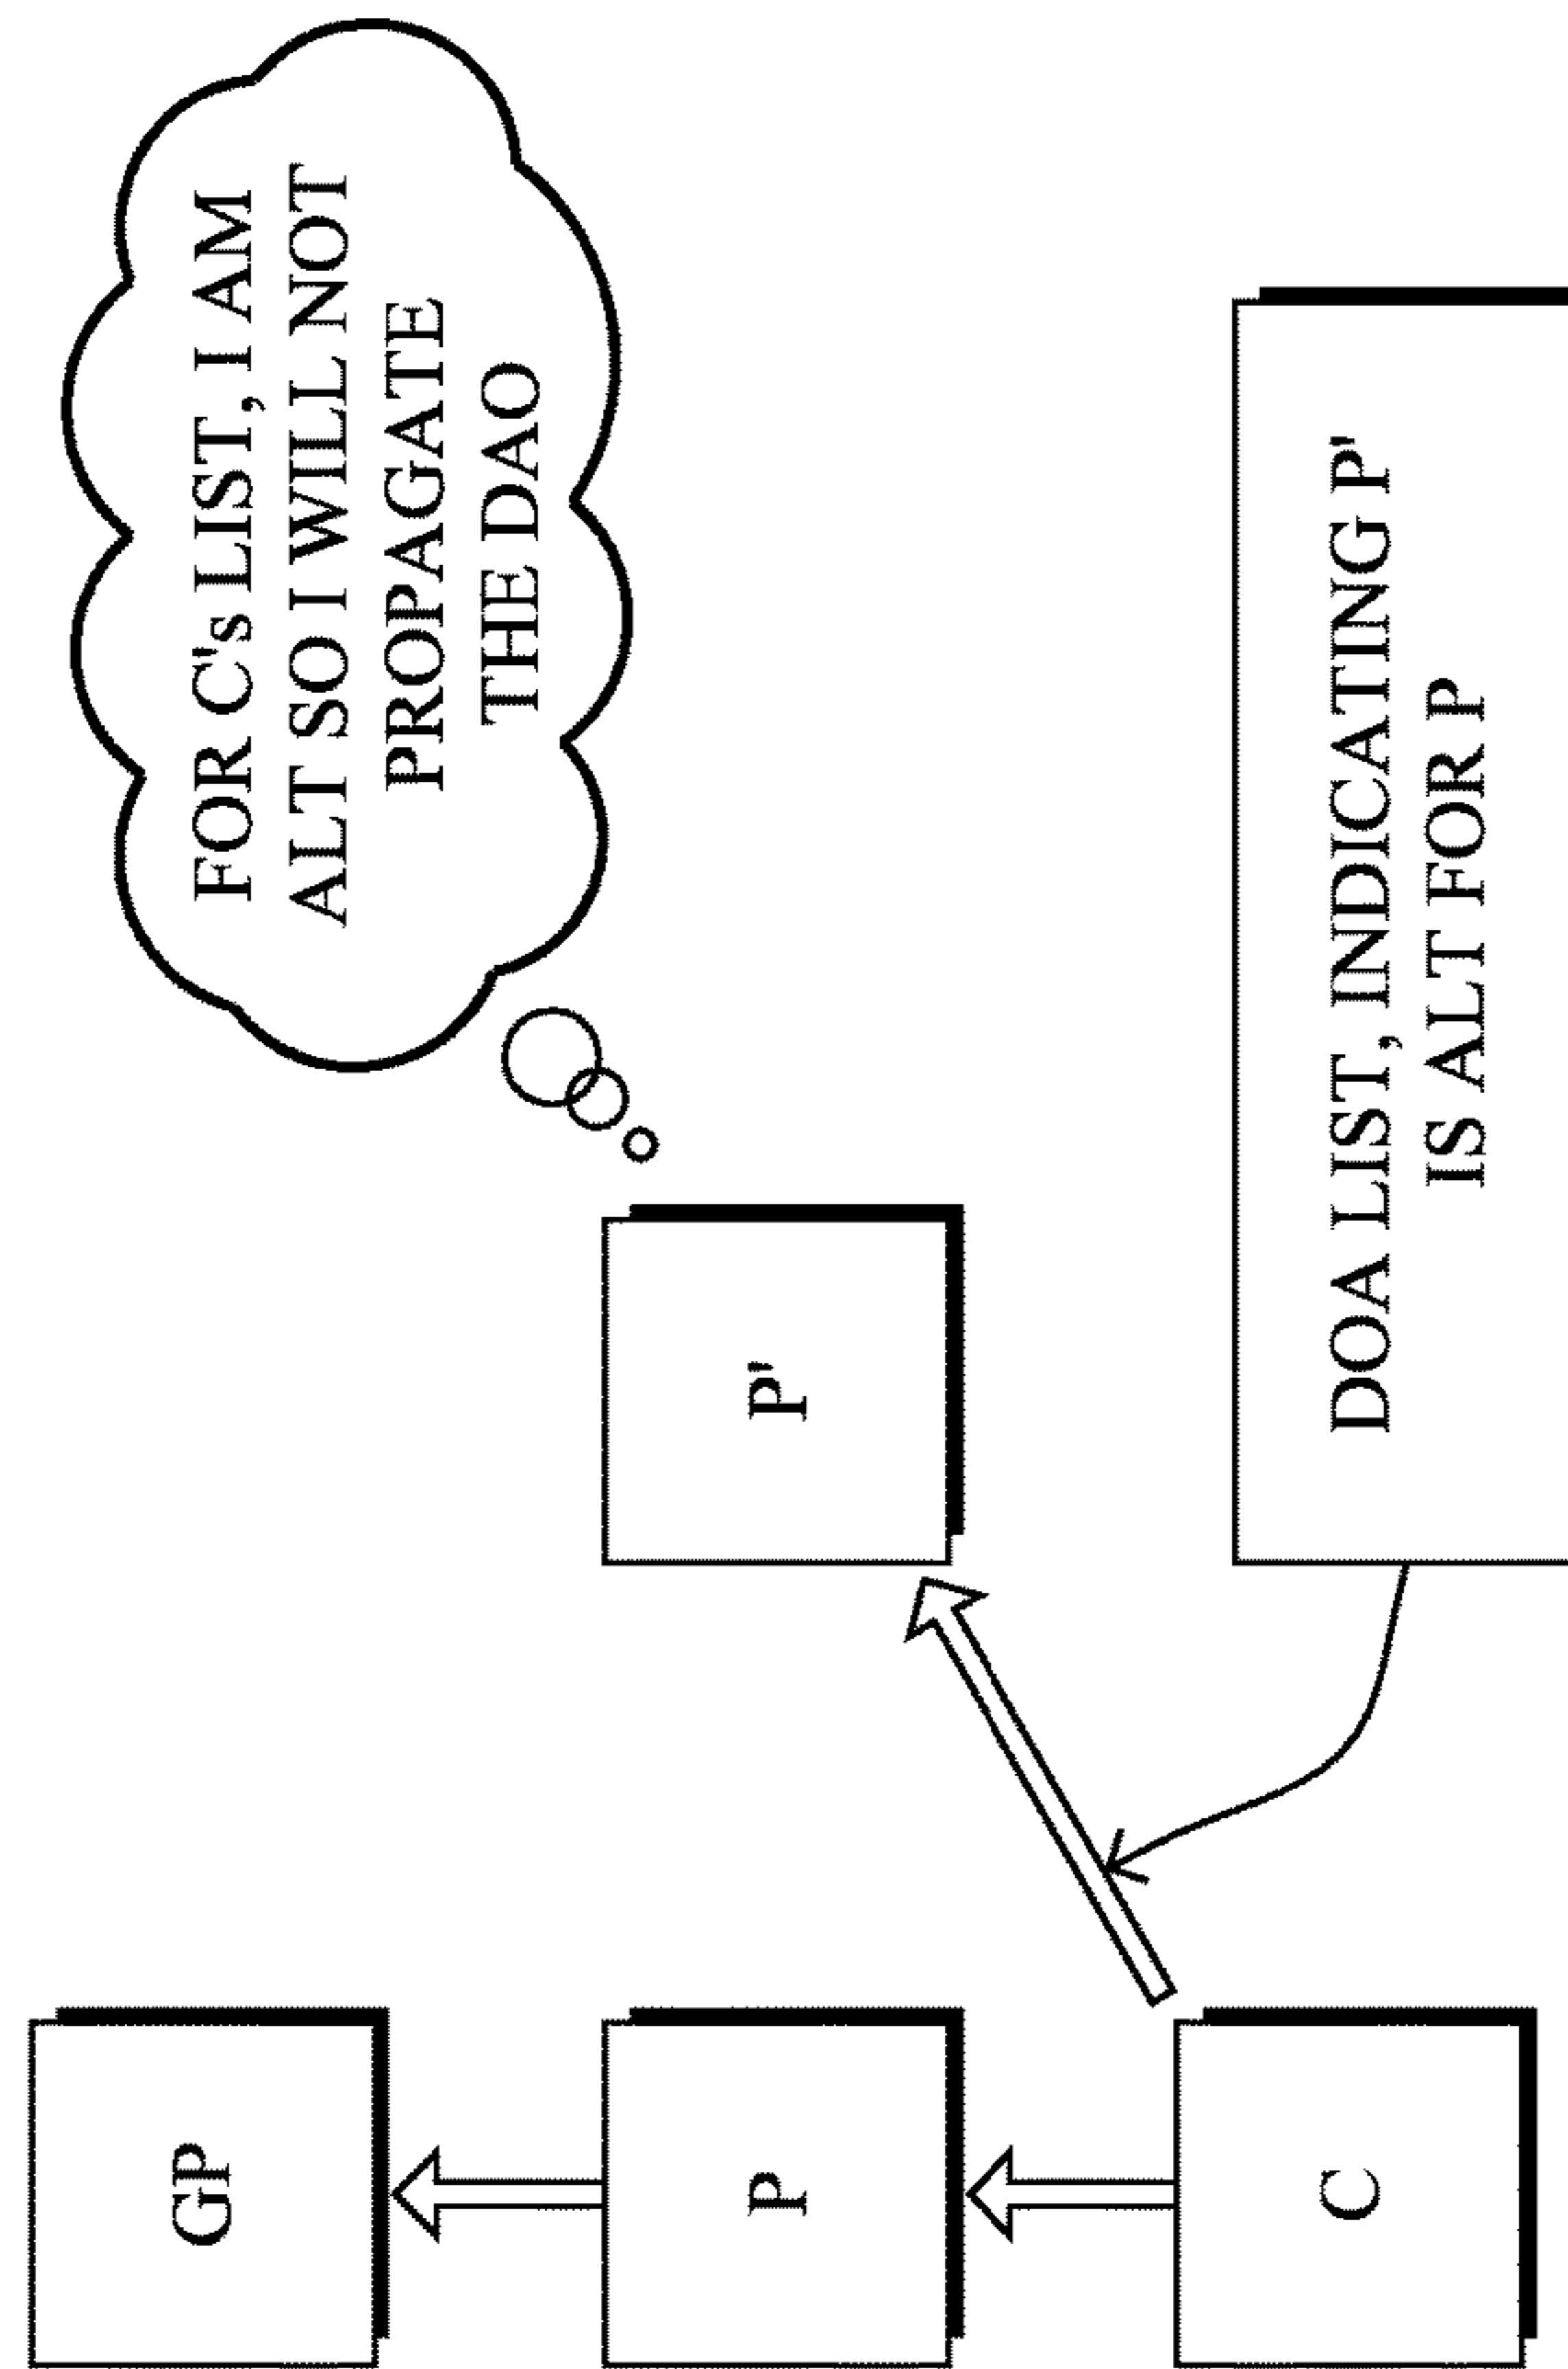 GP
FOR C's LIST, I AM
ALT SO I WILL NOT
PROPAGATE
THE DAO
P
P'
C
DOA LIST, INDICATING P'
IS ALT FOR P